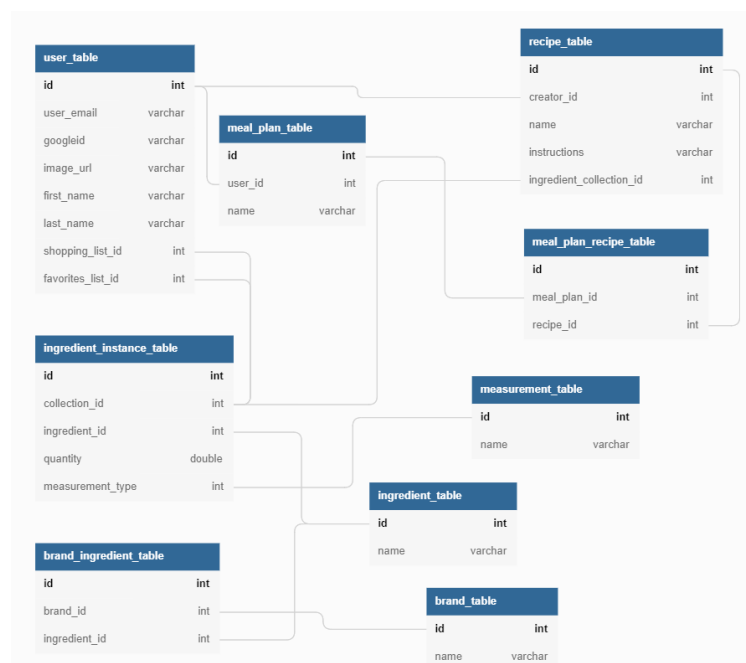 user_table
id int
user_email varchar
googleid varchar
image_url varchar
first_name varchar
last_name varchar
shopping_list_id int
favorites_list_id int
meal_plan_table
id int
user_id int
name varchar
recipe_table
id int
creator_id int
name varchar
instructions varchar
ingredient_collection_id int
meal_plan_recipe_table
id int
meal_plan_id int
recipe_id int
ingredient_instance_table
id int
collection_id int
ingredient_id int
quantity double
measurement_type int
measurement_table
id int
name varchar
ingredient_table
id int
name varchar
brand_ingredient_table
id int
brand_id int
ingredient_id int
brand_table
id int
name varchar